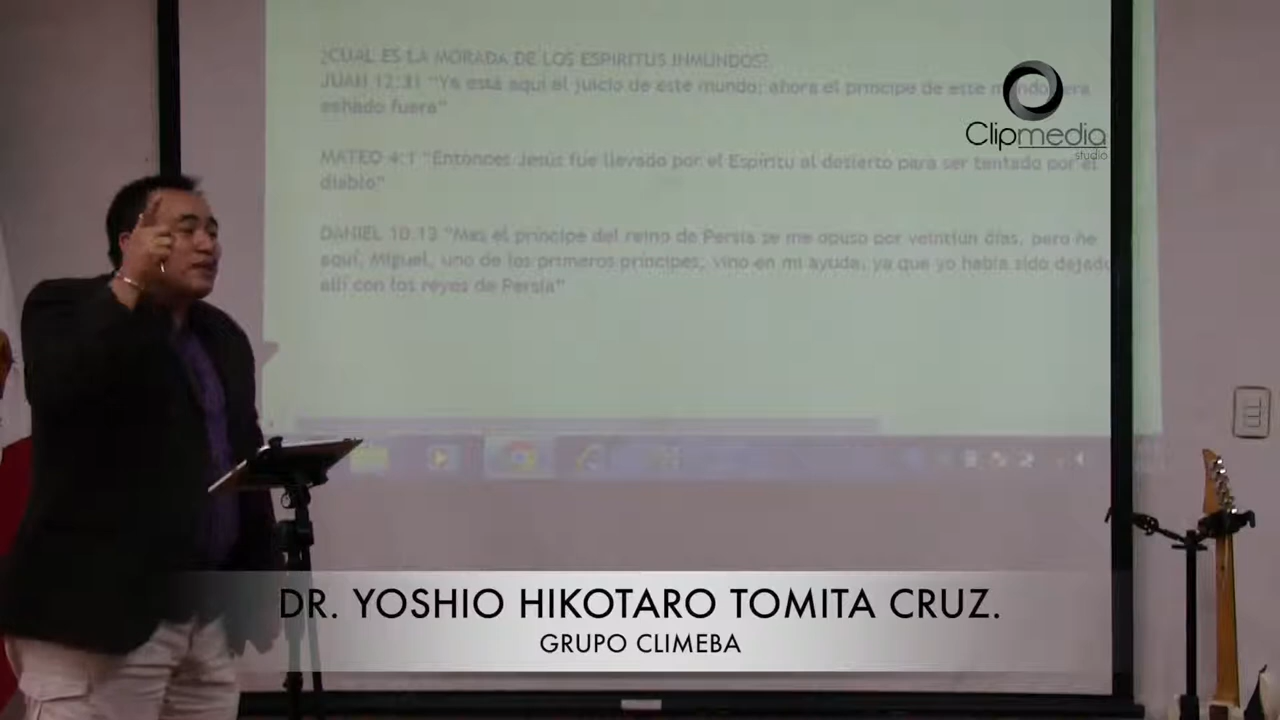 ¿CUAL ES LA MORADA DE LOS ESPIRITUS INMUNDOS?
JUAN 12:31 "Ya está aquí el juicio de este mundo; ahora el príncipe de este mundo será
echado fuera"
MATEO 4:1 "Entonces Jesús fue llevado por el Espíritu al desierto para ser tentado por el
diablo"
DANIEL 10:13 "Mas el príncipe del reino de Persia se me opuso por veintiun días, pero he
aquí, Miguel, uno de los primeros príncipes, vino en mi ayuda, ya que yo había sido dejado
allí con los reyes de Persia"
Clipmedia
studio
DR. YOSHIO HIKOTARO TOMITA CRUZ.
GRUPO CLIMEBA